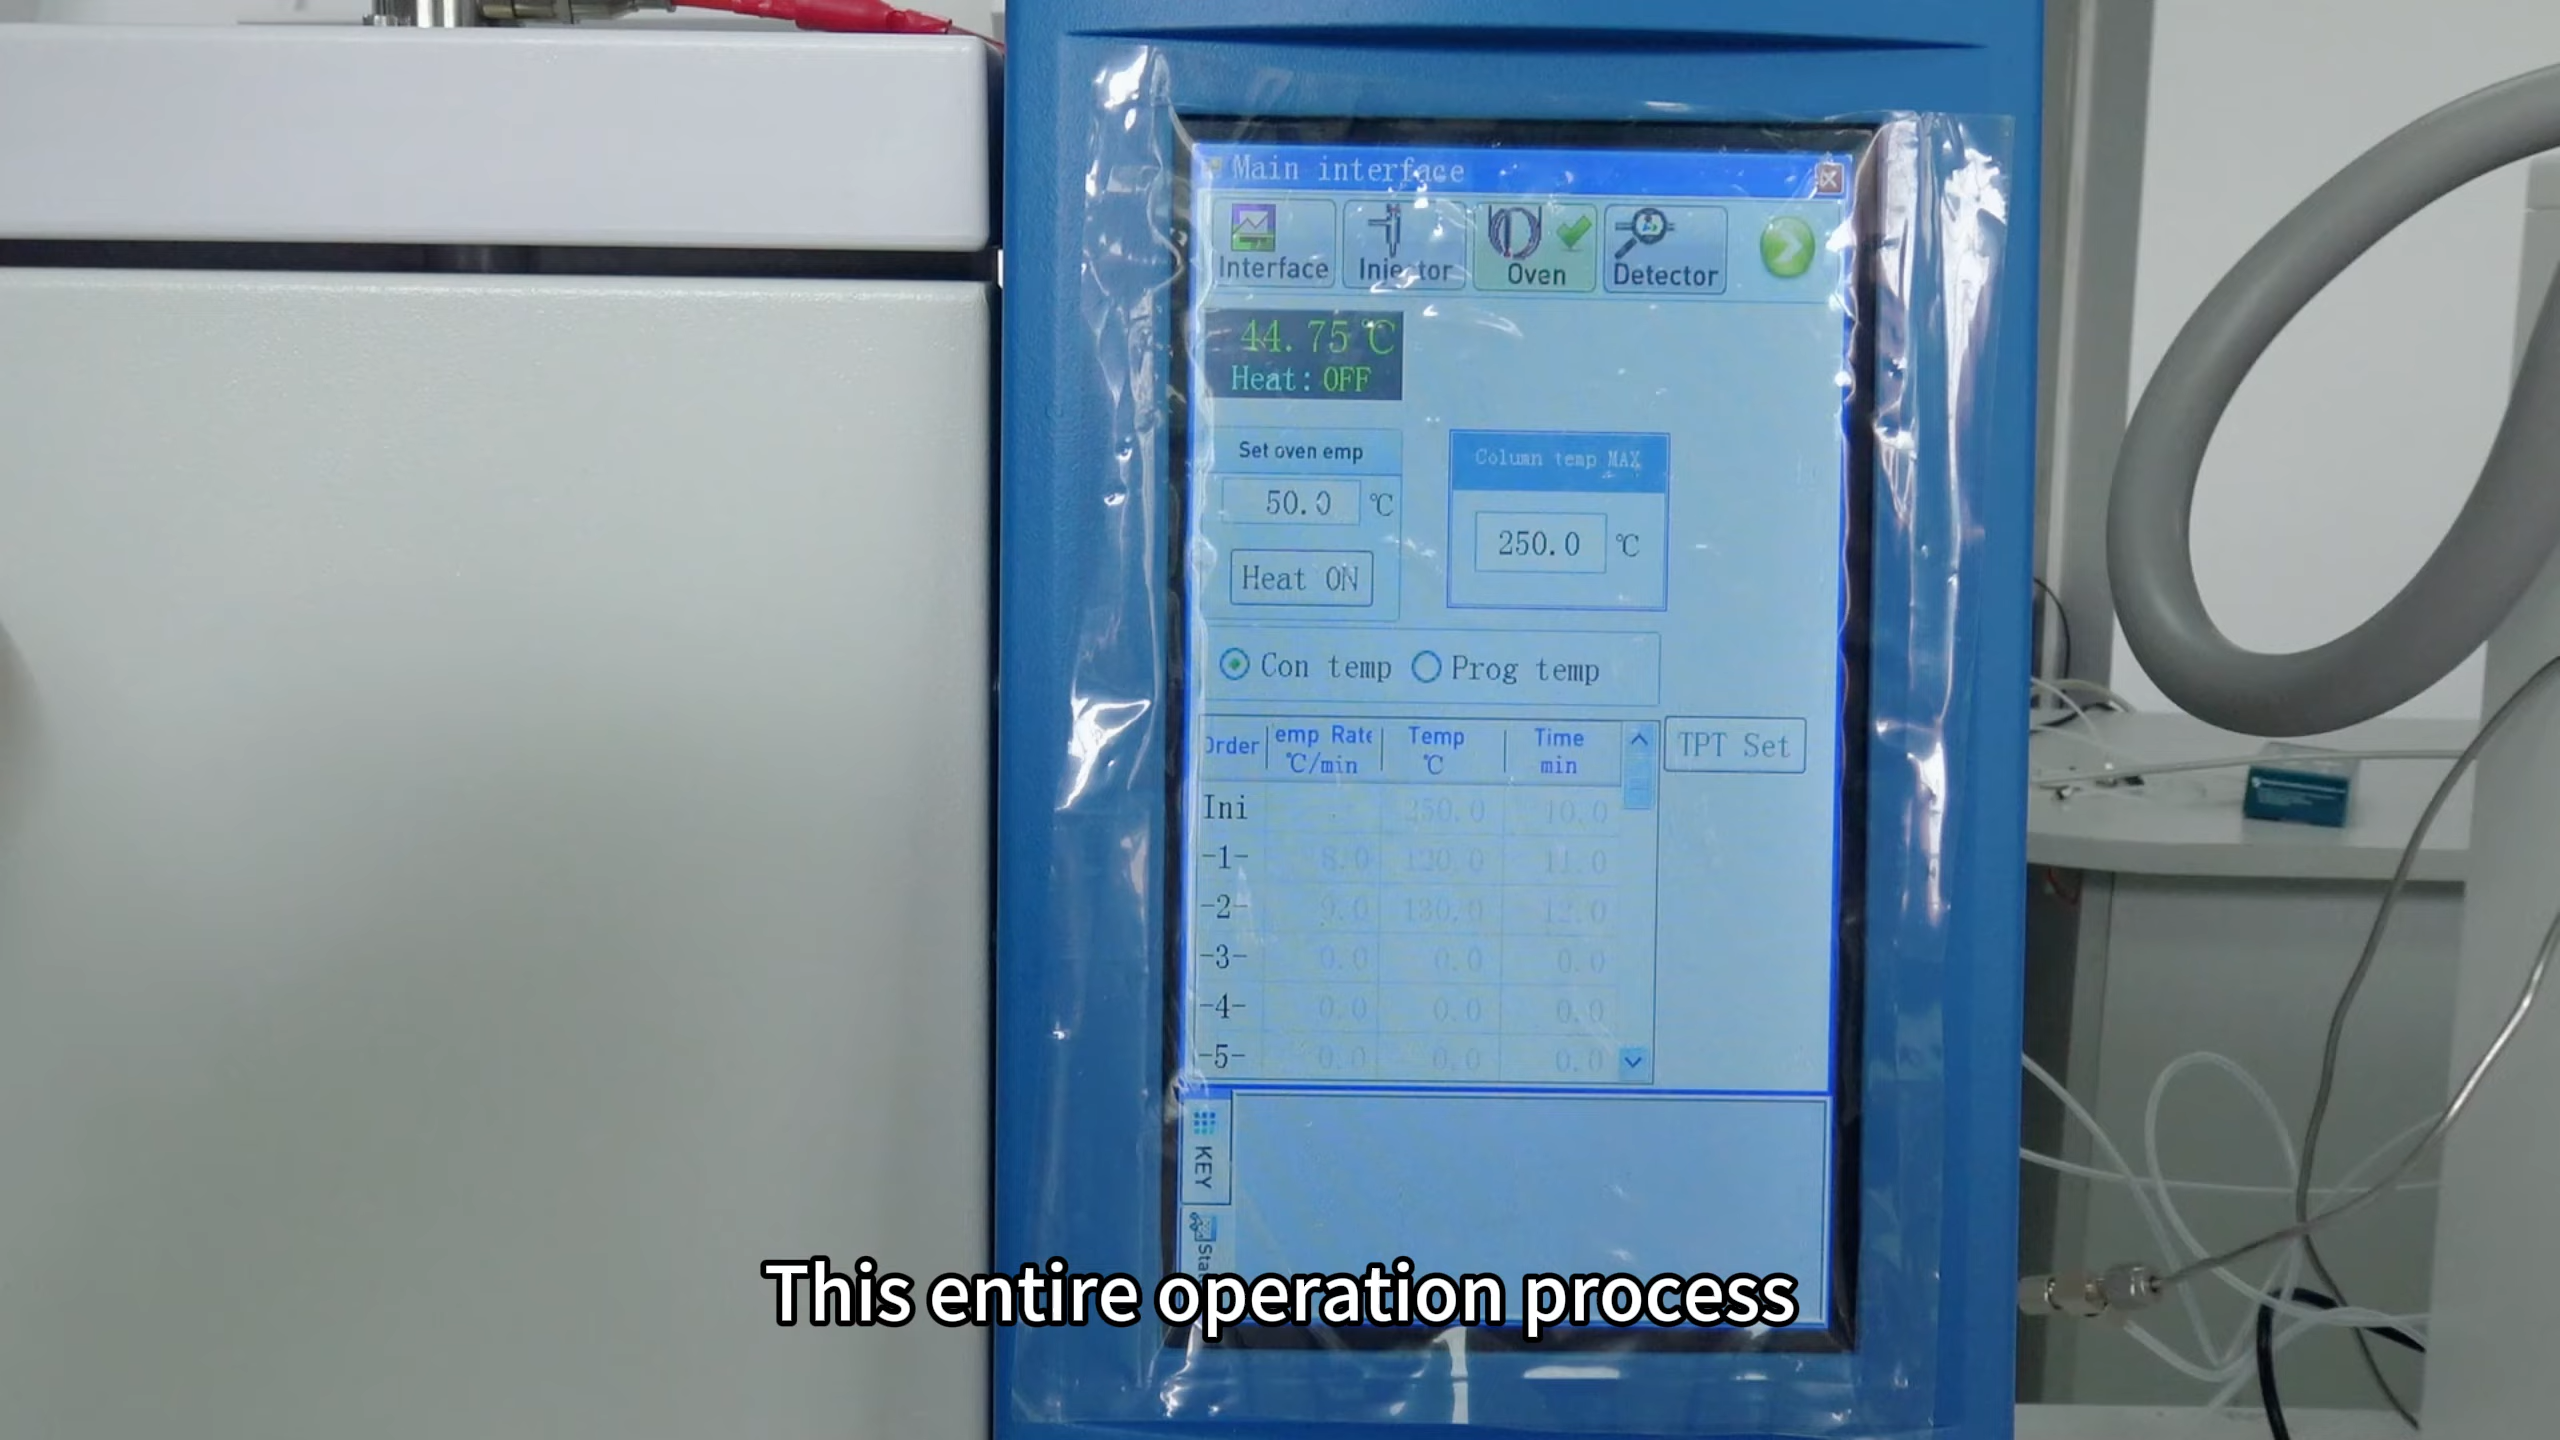 Main interface
Interface
Injector
Oven
Detector
44.75℃
Heat: OFF
Set oven emp
50.0 ℃
Heat ON
Column temp MAX
250.0 ℃
Con temp
Prog temp
Order
emp Rate
℃/min
Temp
℃
Time
min
TPT Set
Ini 10.0
-1- 8.0 120.0 11.0
-2- 9.0 130.0 12.0
-3- 0.0 0.0 0.0
-4- 0.0 0.0 0.0
-5- 0.0 0.0 0.0
KEY
This entire operation process